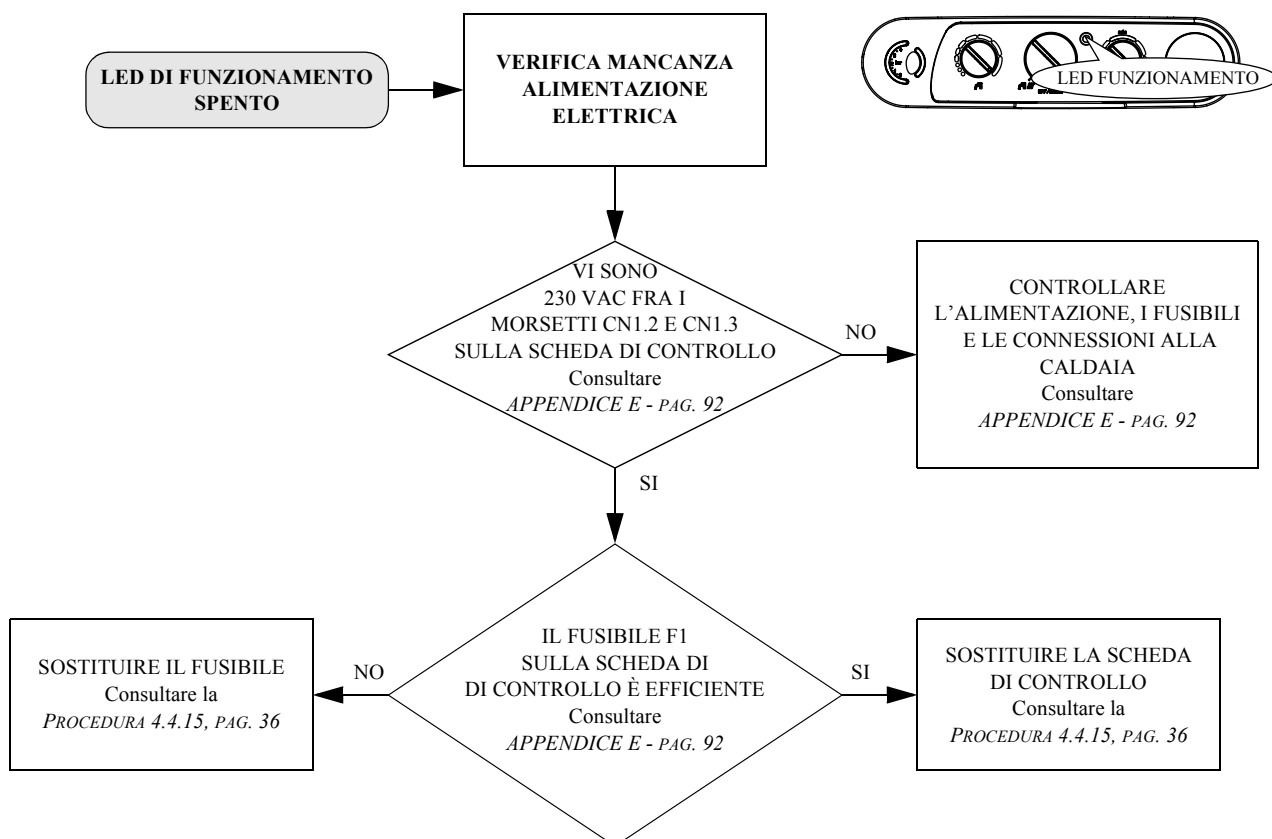 LED DI FUNZIONAMENTO
SPENTO
VERIFICA MANCANZA
ALIMENTAZIONE
ELETTRICA
LED FUNZIONAMENTO
VI SONO
230 VAC FRA I
MORSETTI CN1.2 E CN1.3
SULLA SCHEDA DI CONTROLLO
Consultare
APPENDICE E - PAG. 92
NO
CONTROLLARE
L’ALIMENTAZIONE, I FUSIBILI
E LE CONNESSIONI ALLA
CALDAIA
Consultare
APPENDICE E - PAG. 92
SI
IL FUSIBILE F1
SULLA SCHEDA DI
DI CONTROLLO È EFFICIENTE
Consultare
APPENDICE E - PAG. 92
NO
SOSTITUIRE IL FUSIBILE
Consultare la
PROCEDURA 4.4.15, PAG. 36
SI
SOSTITUIRE LA SCHEDA
DI CONTROLLO
Consultare la
PROCEDURA 4.4.15, PAG. 36